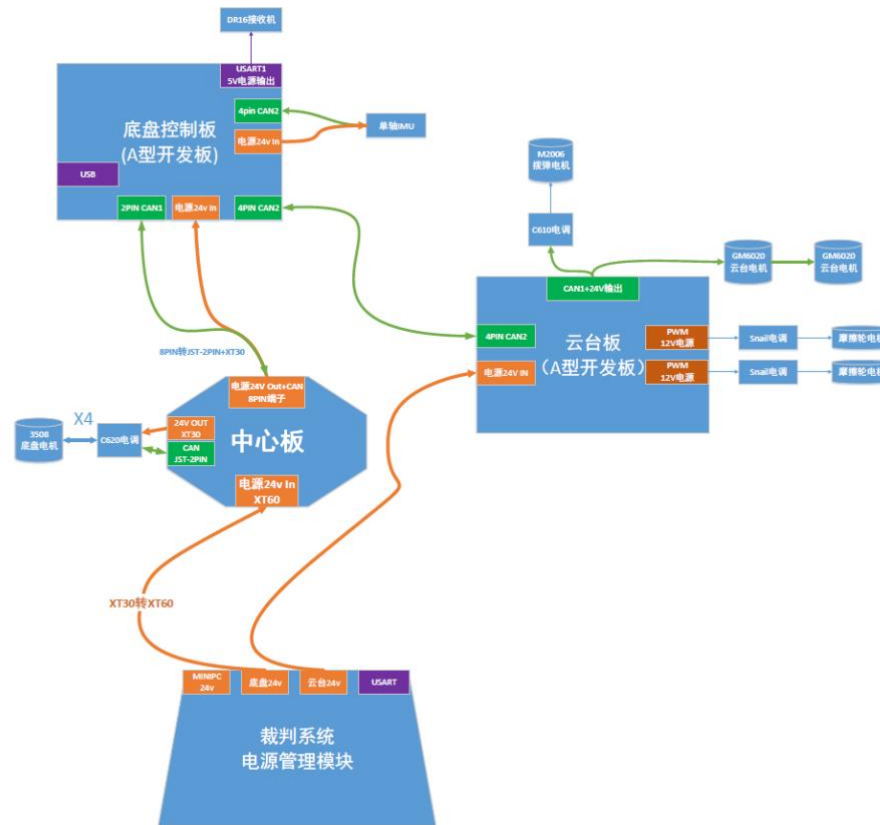 DR16接收机
USART1
5V电源输出
4pin CAN2
底盘控制板
(A型开发板)
电源24v In
单轴IMU
USB
2PIN CAN1
电源24v In
4PIN CAN2
M2006
拨弹电机
C610电调
GM6020
云台电机
GM6020
云台电机
CAN1+24V输出
4PIN CAN2
云台板
(A型开发板)
PWM
12V电源
Snail电调
摩擦轮电机
电源24V IN
PWM
12V电源
Snail电调
摩擦轮电机
8PIN转JST-2PIN+XT30
电源24V Out+CAN
8PIN端子
X4
3508
底盘电机
C620电调
24V OUT
XT30
CAN
JST-2PIN
中心板
电源24v In
XT60
XT30转XT60
MINIPC
24v
底盘24v
云台24v
USART
裁判系统
电源管理模块